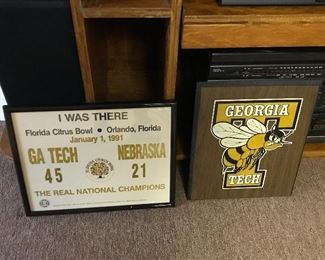 I WAS THERE
Florida Citrus Bowl • Orlando, Florida
January 1, 1991
GA TECH NEBRASKA
45 21
THE REAL NATIONAL CHAMPIONS
GEORGIA
TECH